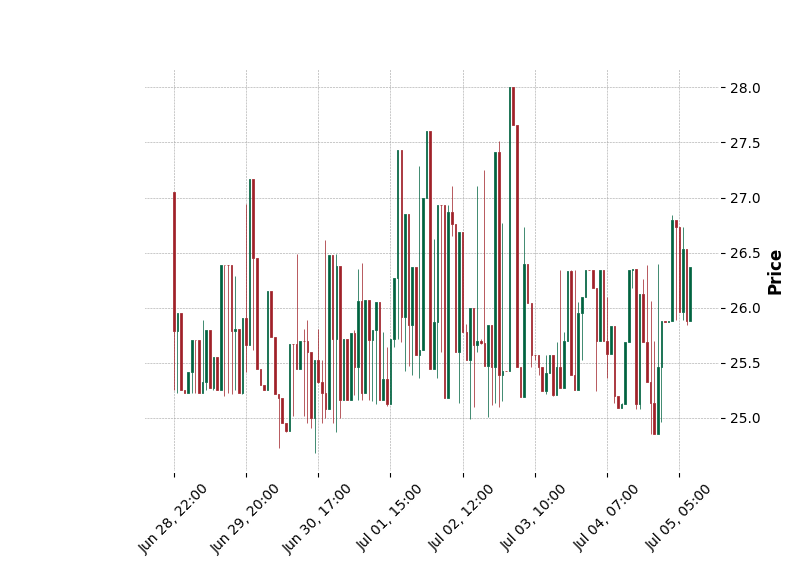 28.0
27.5
27.0
26.5
26.0
25.5
25.0
Price
Jun 28, 22:00
Jun 29, 20:00
Jun 30, 17:00
Jul 01, 15:00
Jul 02, 12:00
Jul 03, 10:00
Jul 04, 07:00
Jul 05, 05:00